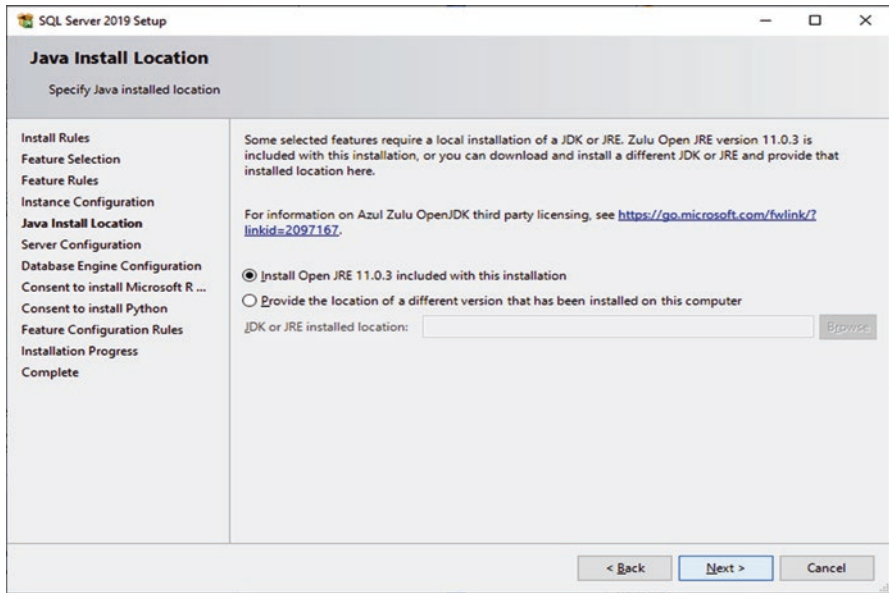 SQL Server 2019 Setup
Java Install Location
Specify Java installed location
Install Rules
Feature Selection
Feature Rules
Instance Configuration
Java Install Location
Server Configuration
Database Engine Configuration
Consent to install Microsoft R ...
Consent to install Python
Feature Configuration Rules
Installation Progress
Complete
Some selected features require a local installation of a JDK or JRE. Zulu Open JRE version 11.0.3 is
included with this installation, or you can download and install a different JDK or JRE and provide that
installed location here.
For information on Azul Zulu OpenJDK third party licensing, see https://go.microsoft.com/fwlink/?
linkid=2097167.
Install Open JRE 11.0.3 included with this installation
Provide the location of a different version that has been installed on this computer
JDK or JRE installed location:
Browse
< Back
Next >
Cancel